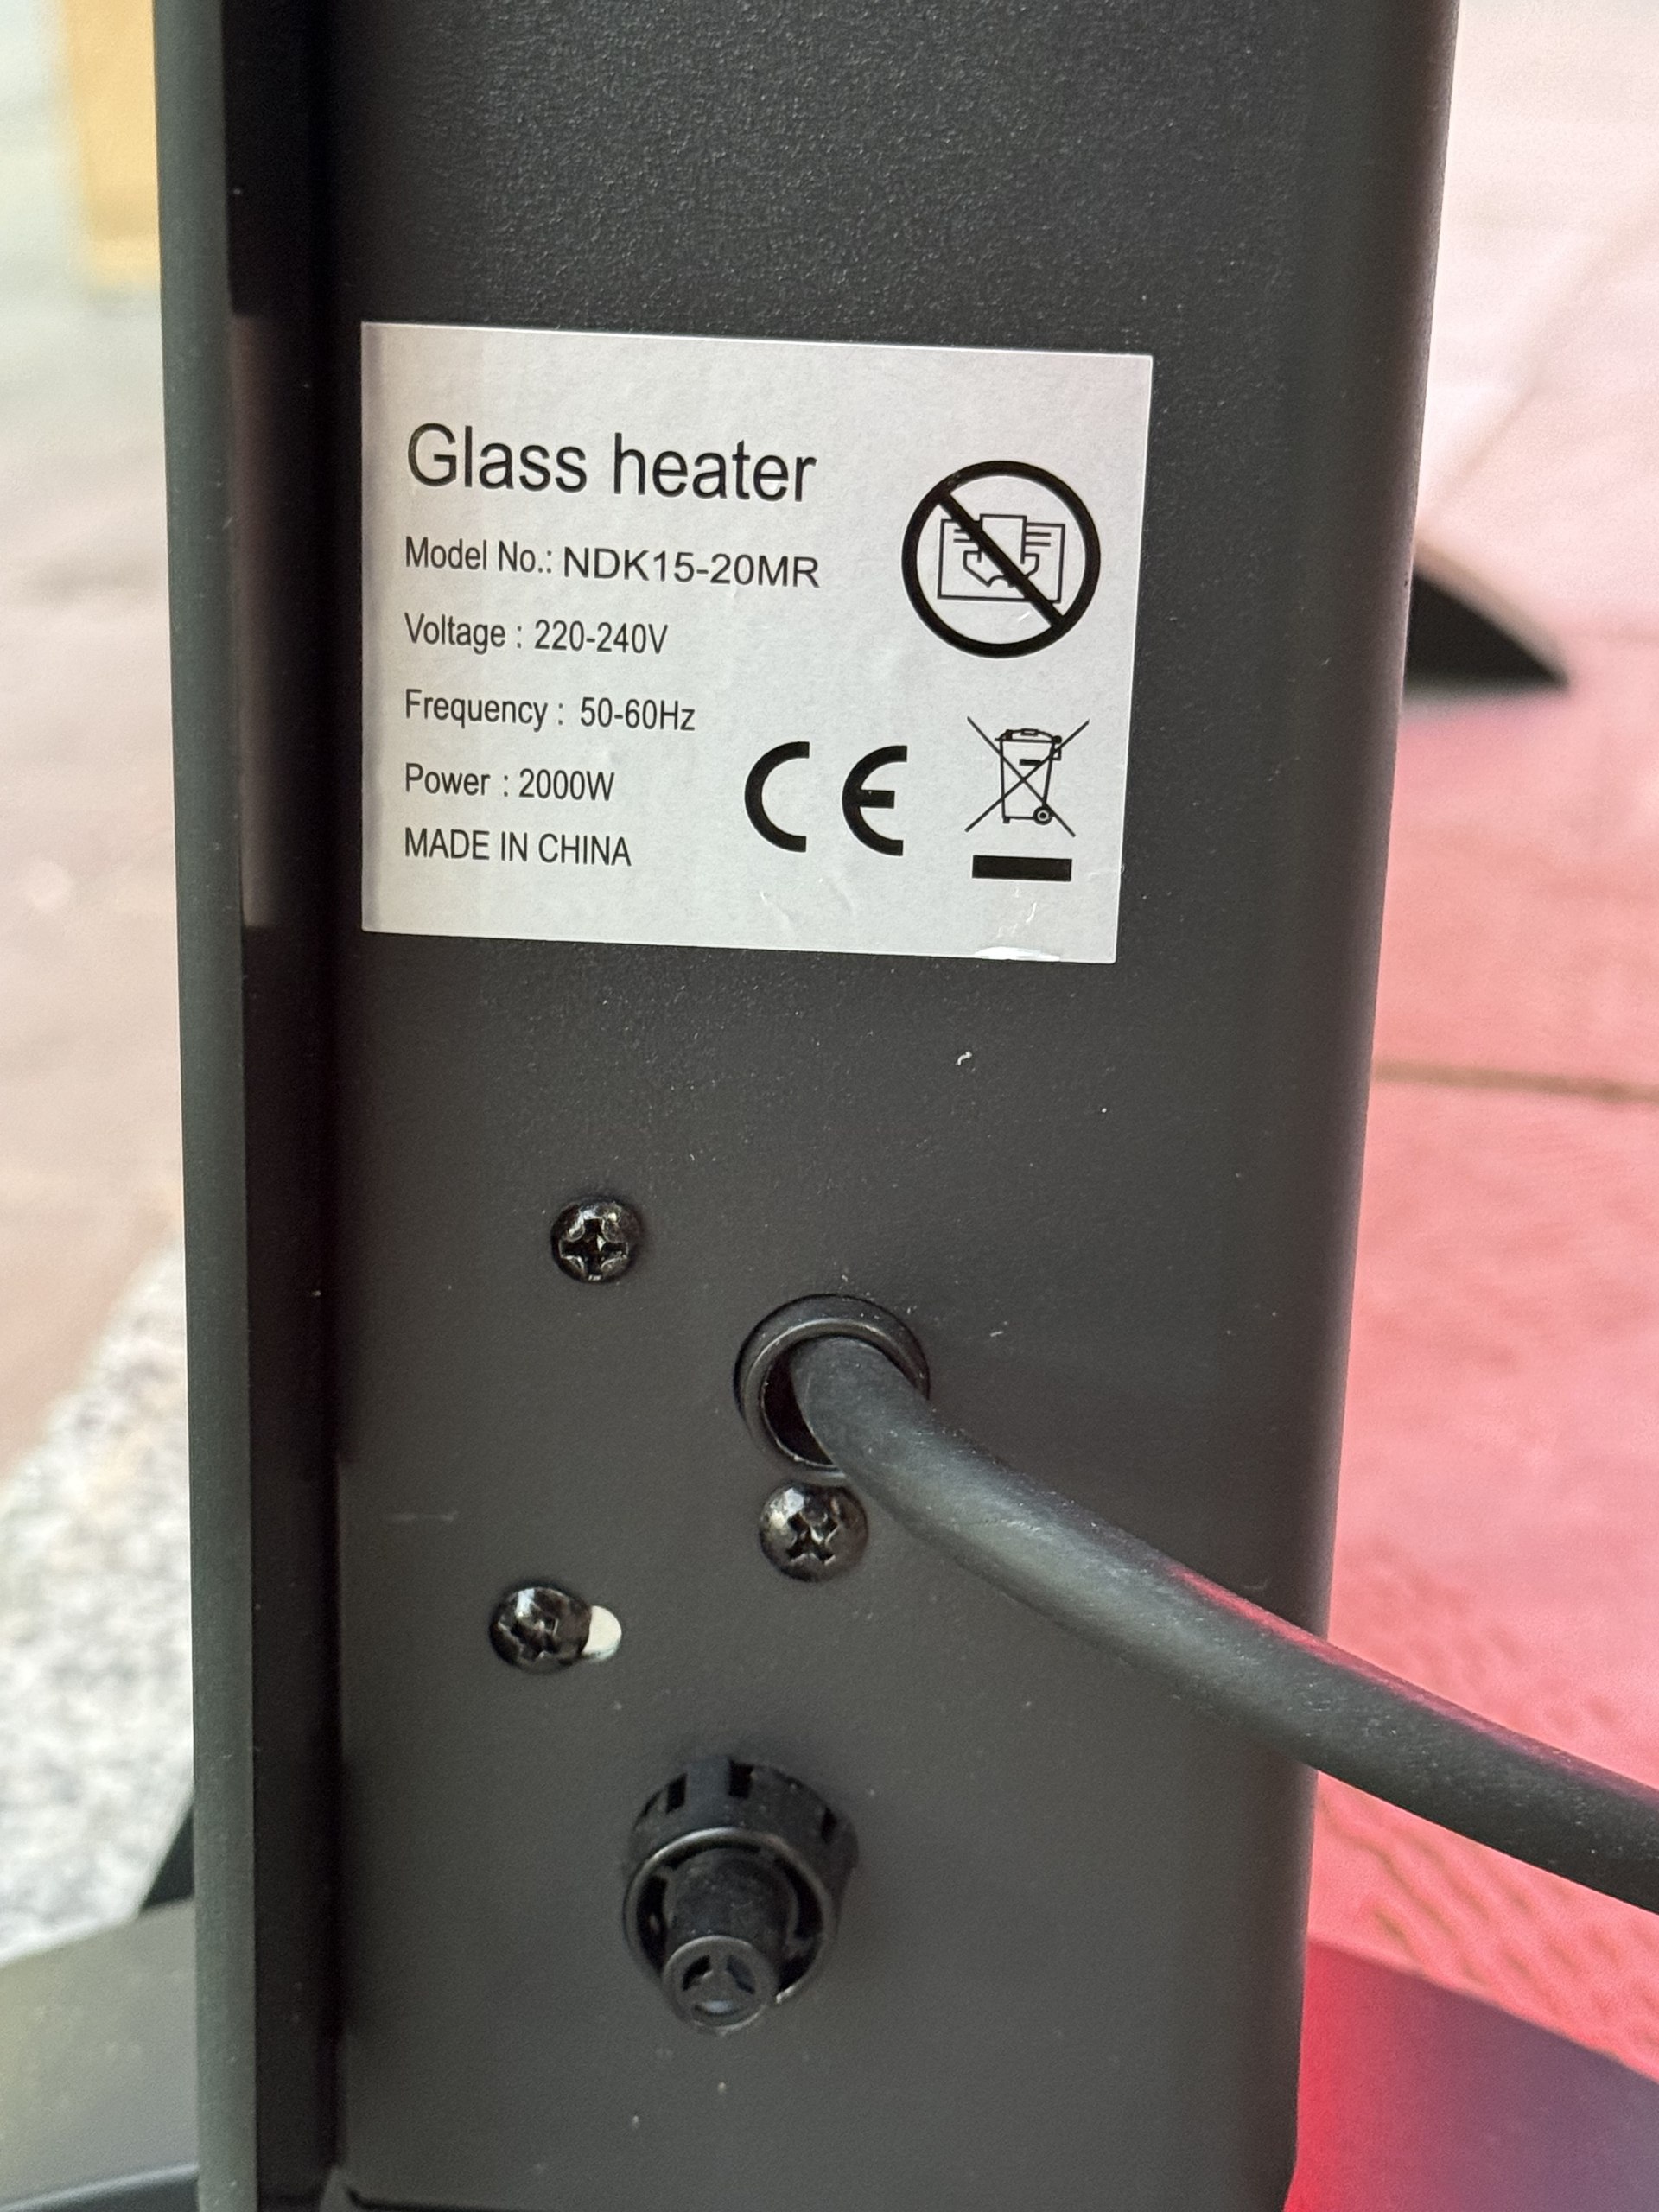 Glass heater
Model No.: NDK15-20MR
Voltage : 220-240V
Frequency : 50-60Hz
Power : 2000W
MADE IN CHINA
CE